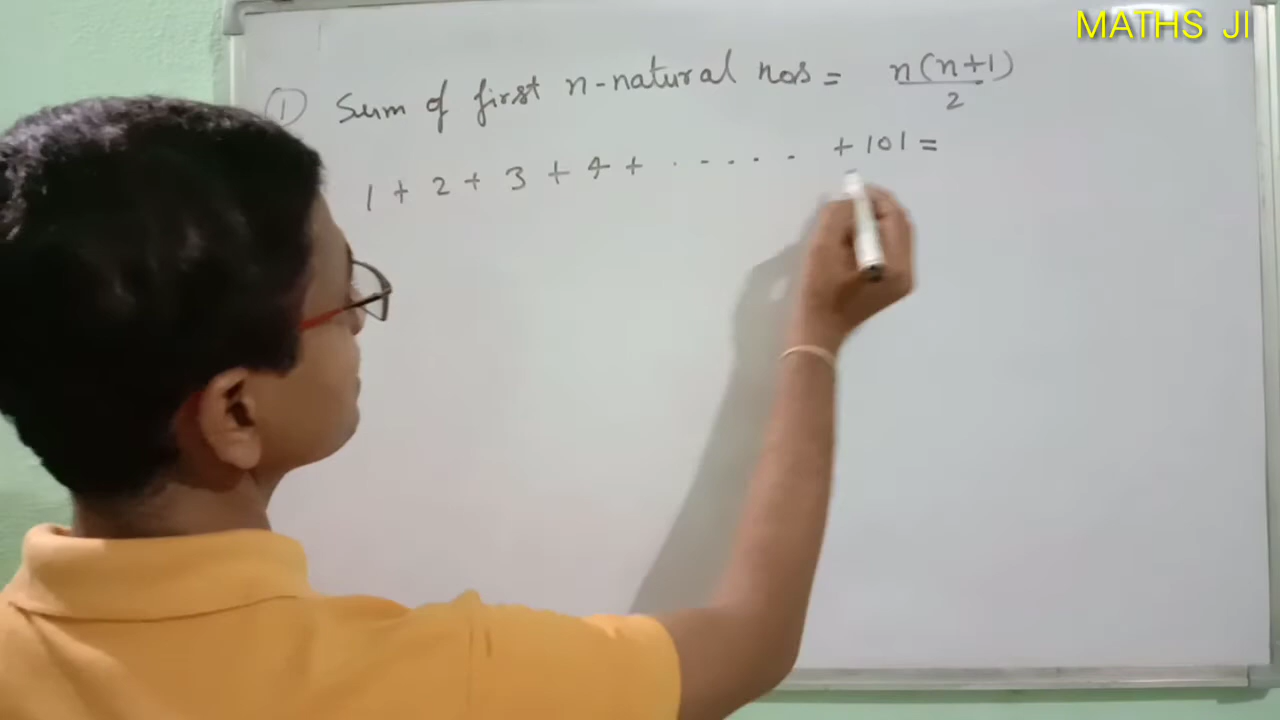 MATHS JI
① Sum of first n-natural nos = n(n+1)/2
1 + 2 + 3 + 4 + . - - - - + 101 =